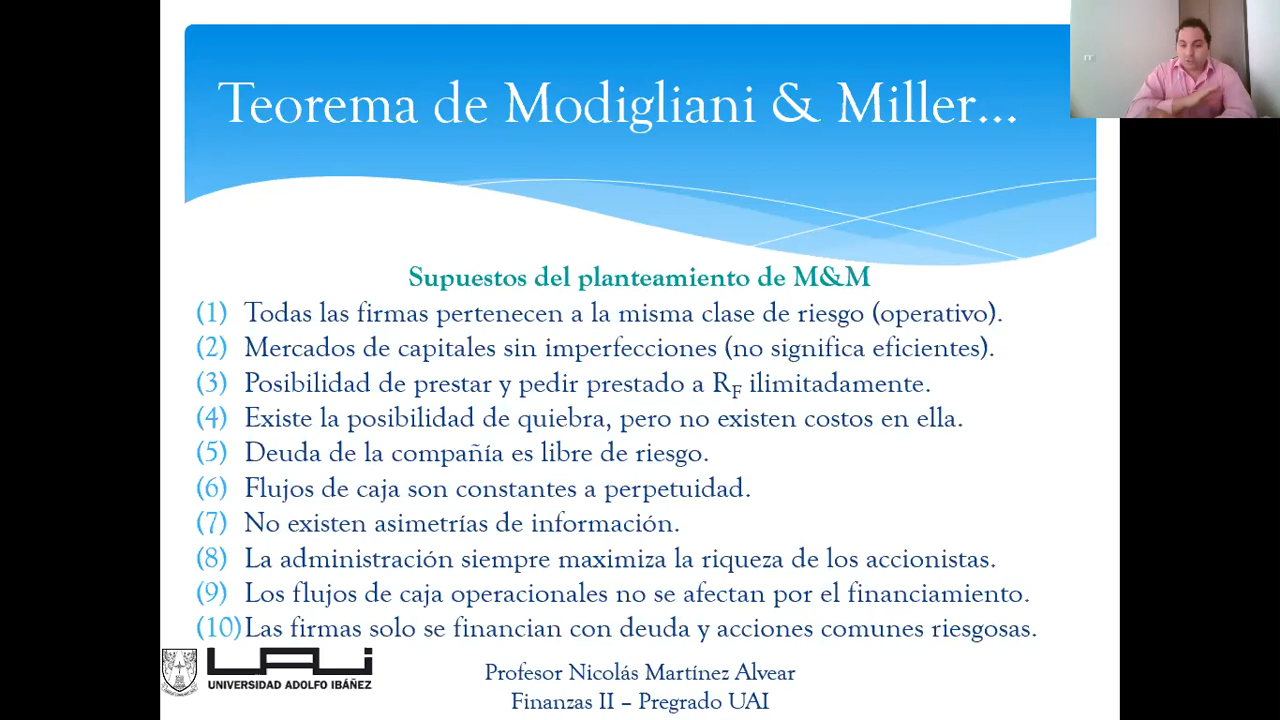 Teorema de Modigliani & Miller...
Supuestos del planteamiento de M&M
(1) Todas las firmas pertenecen a la misma clase de riesgo (operativo).
(2) Mercados de capitales sin imperfecciones (no significa eficientes).
(3) Posibilidad de prestar y pedir prestado a RF ilimitadamente.
(4) Existe la posibilidad de quiebra, pero no existen costos en ella.
(5) Deuda de la compañía es libre de riesgo.
(6) Flujos de caja son constantes a perpetuidad.
(7) No existen asimetrías de información.
(8) La administración siempre maximiza la riqueza de los accionistas.
(9) Los flujos de caja operacionales no se afectan por el financiamiento.
(10) Las firmas solo se financian con deuda y acciones comunes riesgosas.
UAI
UNIVERSIDAD ADOLFO IBÁÑEZ
Profesor Nicolás Martínez Alvear
Finanzas II – Pregrado UAI